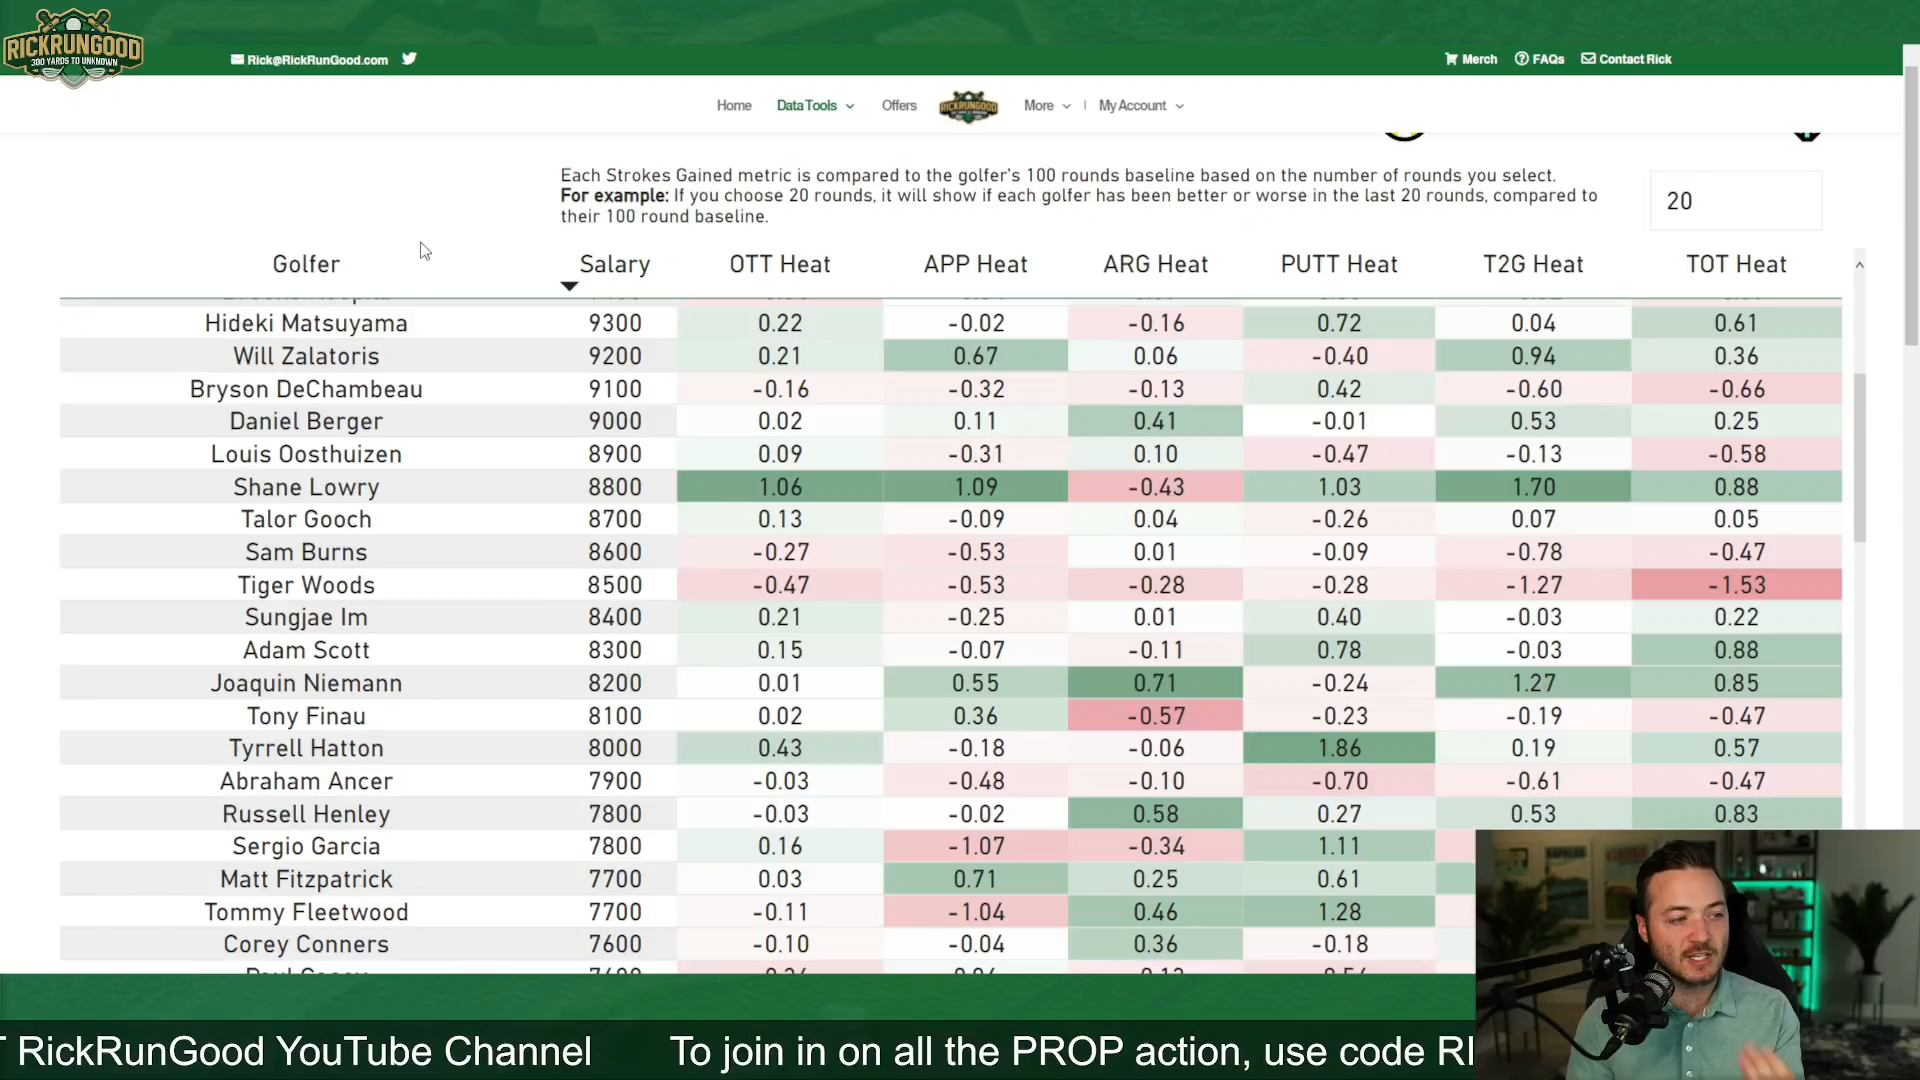 RICKRUNGOOD
300 YARDS TO UNKNOWN
Rick@RickRunGood.com
Merch FAQs Contact Rick
Home Data Tools Offers RICKRUNGOOD More | My Account
Each Strokes Gained metric is compared to the golfer's 100 rounds baseline based on the number of rounds you select.
For example: If you choose 20 rounds, it will show if each golfer has been better or worse in the last 20 rounds, compared to
their 100 round baseline.
20
Golfer Salary OTT Heat APP Heat ARG Heat PUTT Heat T2G Heat TOT Heat
Hideki Matsuyama 9300 0.22 -0.02 -0.16 0.72 0.04 0.61
Will Zalatoris 9200 0.21 0.67 0.06 -0.40 0.94 0.36
Bryson DeChambeau 9100 -0.16 -0.32 -0.13 0.42 -0.60 -0.66
Daniel Berger 9000 0.02 0.11 0.41 -0.01 0.53 0.25
Louis Oosthuizen 8900 0.09 -0.31 0.10 -0.47 -0.13 -0.58
Shane Lowry 8800 1.06 1.09 -0.43 1.03 1.70 0.88
Talor Gooch 8700 0.13 -0.09 0.04 -0.26 0.07 0.05
Sam Burns 8600 -0.27 -0.53 0.01 -0.09 -0.78 -0.47
Tiger Woods 8500 -0.47 -0.53 -0.28 -0.28 -1.27 -1.53
Sungjae Im 8400 0.21 -0.25 0.01 0.40 -0.03 0.22
Adam Scott 8300 0.15 -0.07 -0.11 0.78 -0.03 0.88
Joaquin Niemann 8200 0.01 0.55 0.71 -0.24 1.27 0.85
Tony Finau 8100 0.02 0.36 -0.57 -0.23 -0.19 -0.47
Tyrrell Hatton 8000 0.43 -0.18 -0.06 1.86 0.19 0.57
Abraham Ancer 7900 -0.03 -0.48 -0.10 -0.70 -0.61 -0.47
Russell Henley 7800 -0.03 -0.02 0.58 0.27 0.53 0.83
Sergio Garcia 7800 0.16 -1.07 -0.34 1.11
Matt Fitzpatrick 7700 0.03 0.71 0.25 0.61
Tommy Fleetwood 7700 -0.11 -1.04 0.46 1.28
Corey Conners 7600 -0.10 -0.04 0.36 -0.18
RickRunGood YouTube Channel To join in on all the PROP action, use code RI